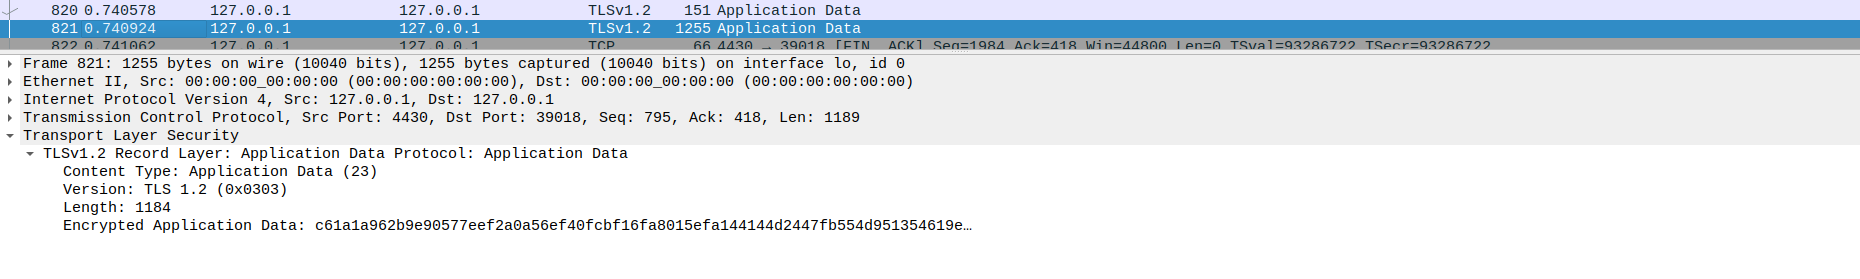 820 0.740578 127.0.0.1 127.0.0.1 TLSv1.2 151 Application Data
821 0.740924 127.0.0.1 127.0.0.1 TLSv1.2 1255 Application Data
822 0.741062 127.0.0.1 127.0.0.1 TCP 66 4430 → 39018 [FIN, ACK] Seq=1984 Ack=418 Win=44800 Len=0 TSval=93286722 TSecr=93286722
Frame 821: 1255 bytes on wire (10040 bits), 1255 bytes captured (10040 bits) on interface lo, id 0
Ethernet II, Src: 00:00:00_00:00:00 (00:00:00:00:00:00), Dst: 00:00:00_00:00:00 (00:00:00:00:00:00)
Internet Protocol Version 4, Src: 127.0.0.1, Dst: 127.0.0.1
Transmission Control Protocol, Src Port: 4430, Dst Port: 39018, Seq: 795, Ack: 418, Len: 1189
Transport Layer Security
TLSv1.2 Record Layer: Application Data Protocol: Application Data
Content Type: Application Data (23)
Version: TLS 1.2 (0x0303)
Length: 1184
Encrypted Application Data: c61a1a962b9e90577eef2a0a56ef40fcbf16fa8015efa144144d2447fb554d951354619e…